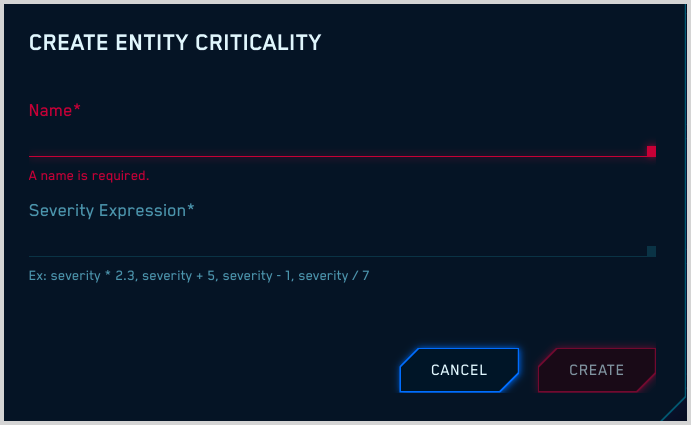 CREATE ENTITY CRITICALITY
Name*
A name is required.
Severity Expression*
Ex: severity * 2.3, severity + 5, severity - 1, severity / 7
CANCEL
CREATE